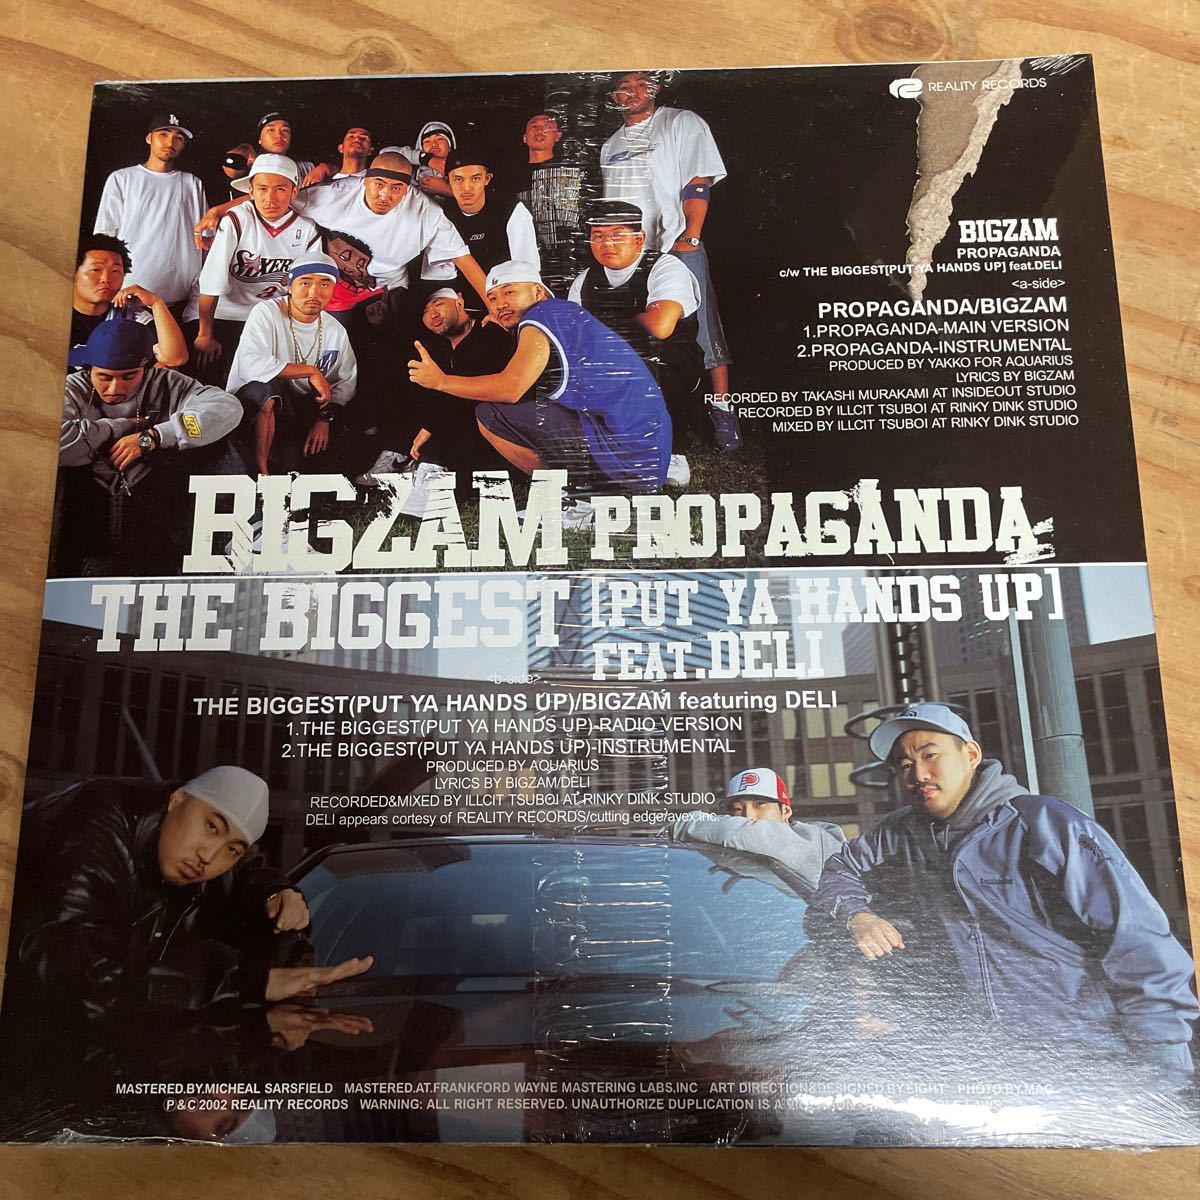 REALITY RECORDS
BIGZAM
PROPAGANDA
c/w THE BIGGEST[PUT YA HANDS UP] feat.DELI
<a-side>
PROPAGANDA/BIGZAM
1.PROPAGANDA-MAIN VERSION
2.PROPAGANDA-INSTRUMENTAL
PRODUCED BY YAKKO FOR AQUARIUS
LYRICS BY BIGZAM
RECORDED BY TAKASHI MURAKAMI AT INSIDEOUT STUDIO
RECORDED BY ILLCIT TSUBOI AT RINKY DINK STUDIO
MIXED BY ILLCIT TSUBOI AT RINKY DINK STUDIO
BIGZAM PROPAGANDA
THE BIGGEST [PUT YA HANDS UP]
FEAT.DELI
<b-side>
THE BIGGEST(PUT YA HANDS UP)/BIGZAM featuring DELI
1.THE BIGGEST(PUT YA HANDS UP)-RADIO VERSION
2.THE BIGGEST(PUT YA HANDS UP)-INSTRUMENTAL
PRODUCED BY AQUARIUS
LYRICS BY BIGZAM/DELI
RECORDED&MIXED BY ILLCIT TSUBOI AT RINKY DINK STUDIO
DELI appears cortesy of REALITY RECORDS/cutting edge/avex inc.
MASTERED.BY.MICHEAL SARSFIELD MASTERED.AT.FRANKFORD WAYNE MASTERING LABS,INC ART DIRECTION&DESIGNED.BY.EIGHT PHOTO.BY.MAC
Ⓟ&©2002 REALITY RECORDS WARNING: ALL RIGHT RESERVED. UNAUTHORIZE DUPLICATION IS A